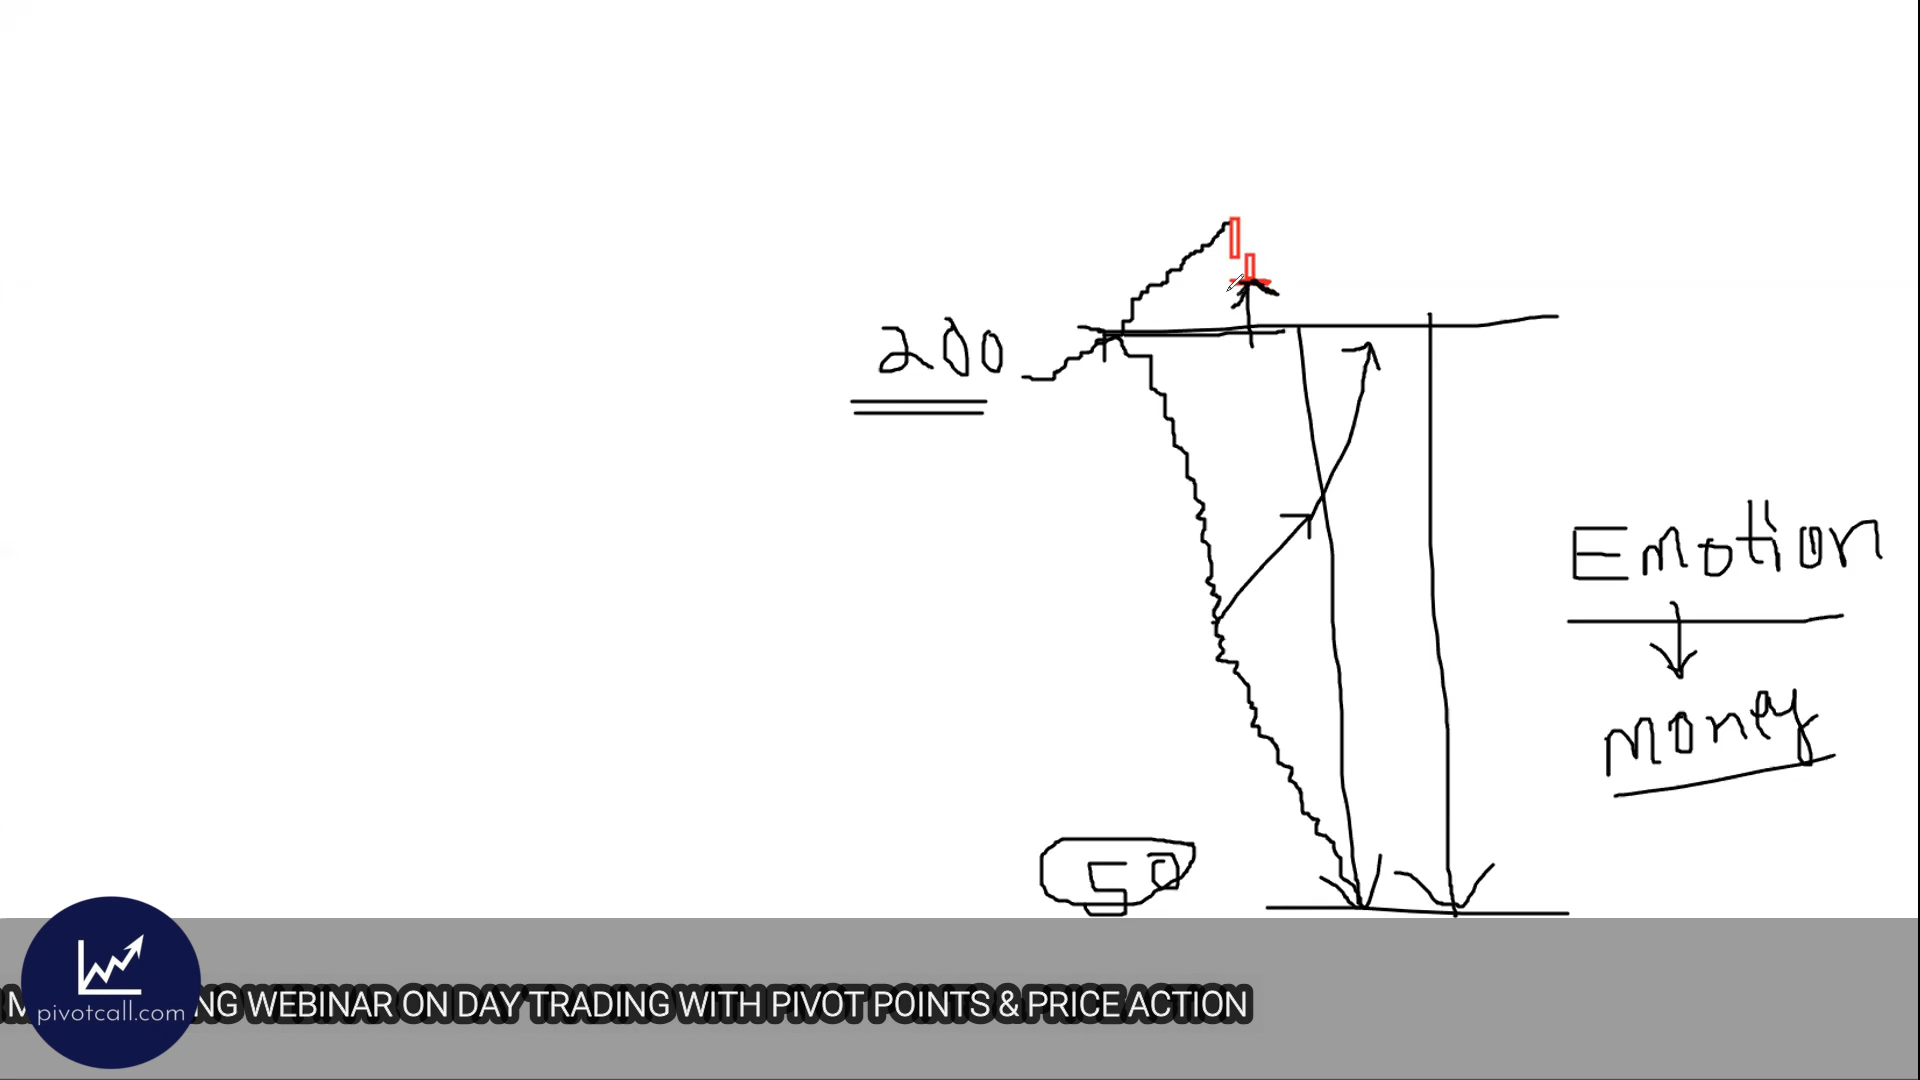 200
Emotion
money
50
NG WEBINAR ON DAY TRADING WITH PIVOT POINTS & PRICE ACTION
pivotcall.com